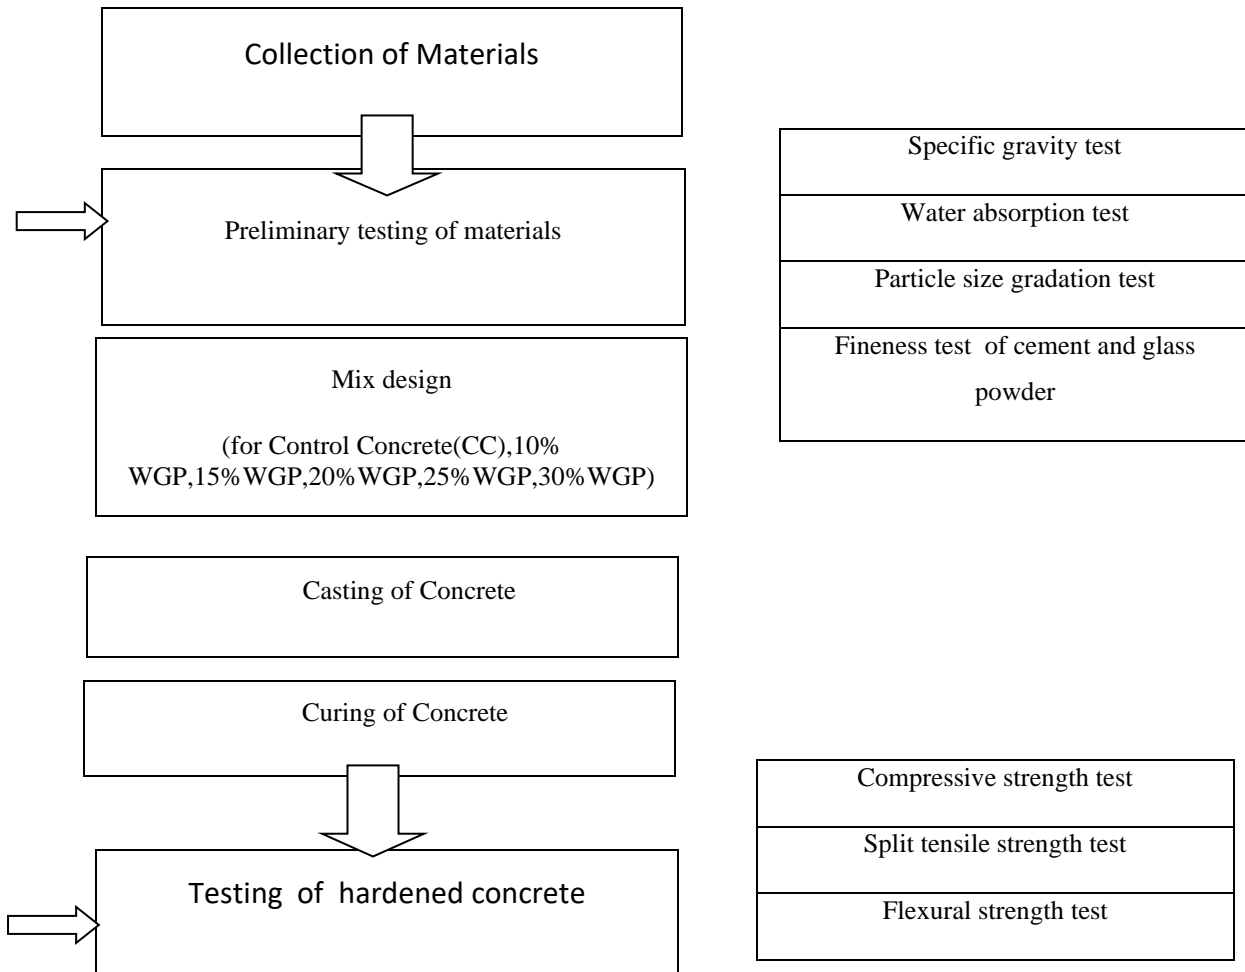 Collection of Materials
Preliminary testing of materials
Specific gravity test
Water absorption test
Particle size gradation test
Fineness test of cement and glass
powder
Mix design
(for Control Concrete(CC),10%
WGP,15%WGP,20%WGP,25%WGP,30%WGP)
Casting of Concrete
Curing of Concrete
Testing of hardened concrete
Compressive strength test
Split tensile strength test
Flexural strength test